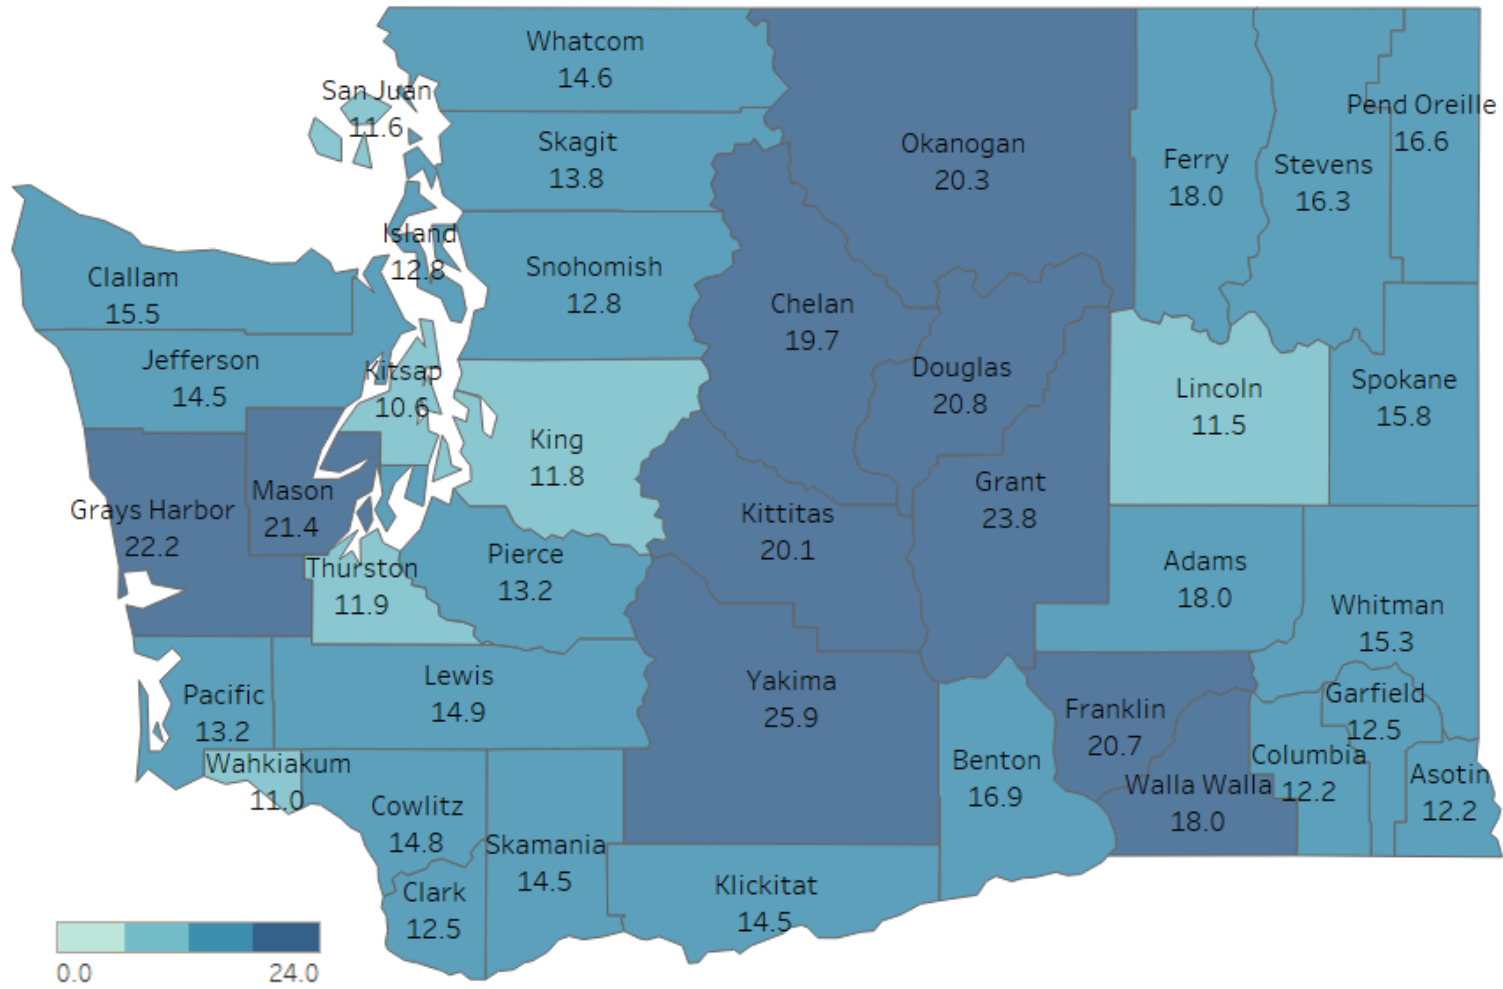 Whatcom
14.6
San Juan
11.6
Skagit
13.8
Okanogan
20.3
Ferry
18.0
Stevens
16.3
Pend Oreille
16.6
Island
12.8
Snohomish
12.8
Clallam
15.5
Chelan
19.7
Jefferson
14.5
Kitsap
10.6
Douglas
20.8
Lincoln
11.5
Spokane
15.8
King
11.8
Grant
23.8
Mason
21.4
Grays Harbor
22.2
Kittitas
20.1
Thurston
11.9
Pierce
13.2
Adams
18.0
Whitman
15.3
Lewis
14.9
Yakima
25.9
Pacific
13.2
Franklin
20.7
Garfield
12.5
Wahkiakum
11.0
Benton
16.9
Columbia
12.2
Walla Walla
18.0
Asotin
12.2
Cowlitz
14.8
Skamania
14.5
Clark
12.5
Klickitat
14.5
0.0 24.0